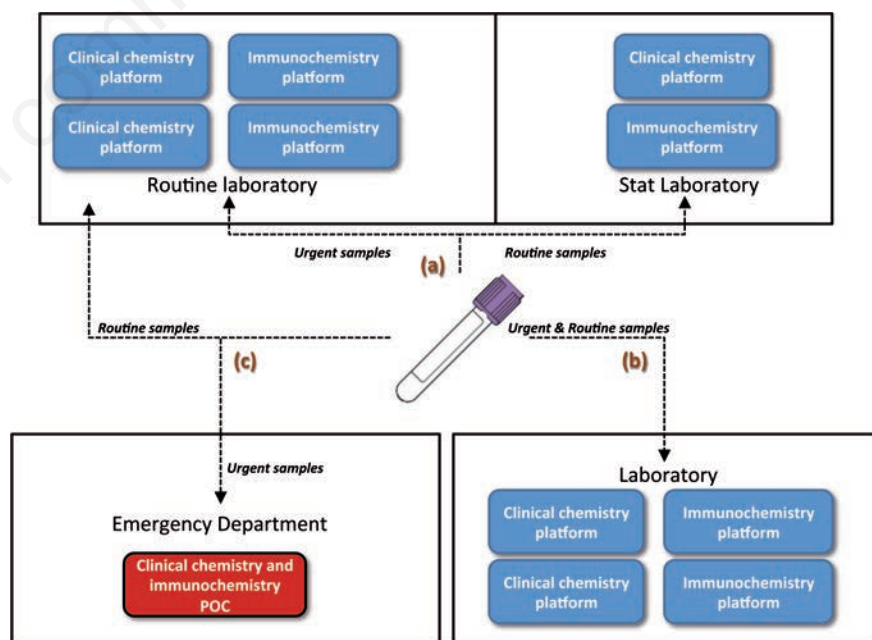 Clinical chemistry
platform
Immunochemistry
platform
Clinical chemistry
platform
Clinical chemistry
platform
Immunochemistry
platform
Immunochemistry
platform
Routine laboratory
Stat Laboratory
Urgent samples
(a)
Routine samples
Routine samples
(c)
Urgent & Routine samples
(b)
Urgent samples
Emergency Department
Clinical chemistry and
immunochemistry
POC
Laboratory
Clinical chemistry
platform
Immunochemistry
platform
Clinical chemistry
platform
Immunochemistry
platform